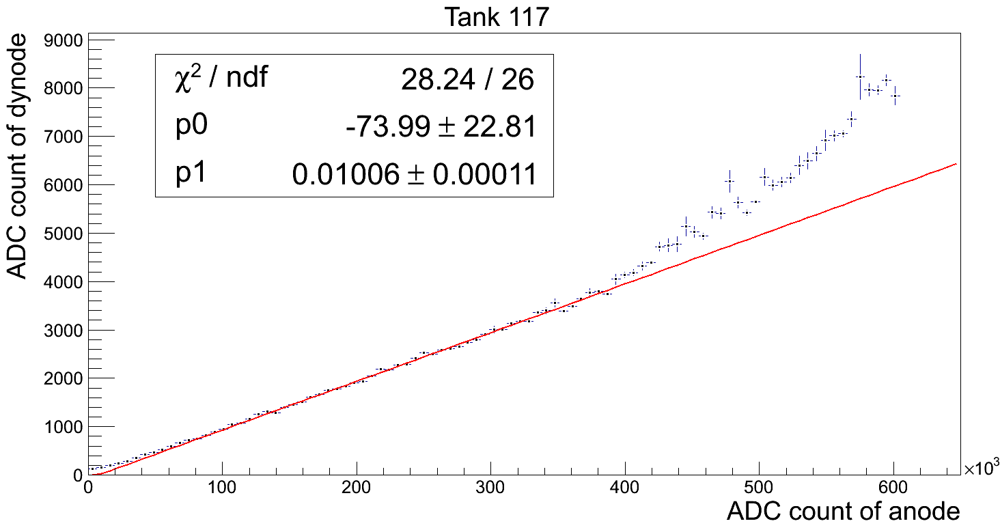 Tank 117
ADC count of dynode
9000
8000
7000
6000
5000
4000
3000
2000
1000
0
χ² / ndf 28.24 / 26
p0 -73.99 ± 22.81
p1 0.01006 ± 0.00011
0 100 200 300 400 500 600 ×10³
ADC count of anode